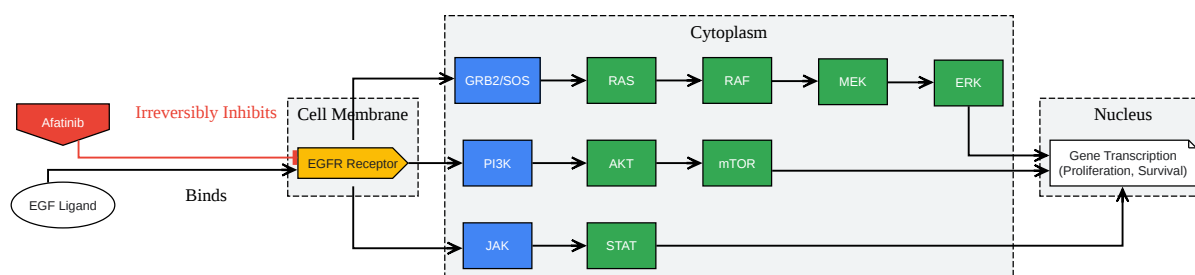 Cytoplasm
GRB2/SOS
RAS
RAF
MEK
ERK
Afatinib
Irreversibly Inhibits
Cell Membrane
Nucleus
EGFR Receptor
PI3K
AKT
mTOR
Gene Transcription
(Proliferation, Survival)
Binds
EGF Ligand
JAK
STAT